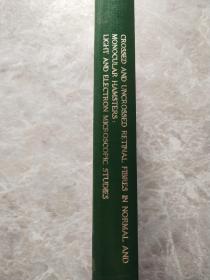 CROSSED AND UNCROSSED RETINAL FIBRES IN NORMAL AND
MONOCULAR HAMSTERS:
LIGHT AND ELECTRON MICROSCOPIC STUDIES